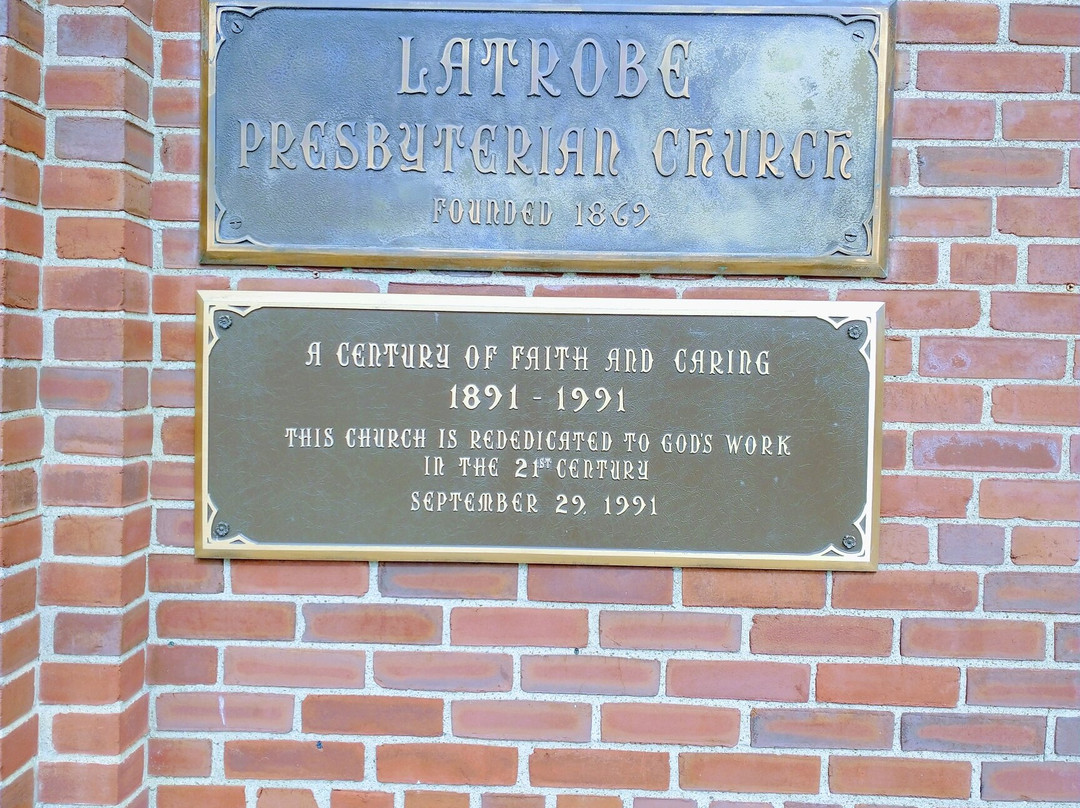 LATROBE
PRESBYTERIAN CHURCH
FOUNDED 1869
A CENTURY OF FAITH AND CARING
1891 - 1991
THIS CHURCH IS REDEDICATED TO GOD'S WORK
IN THE 21ST CENTURY
SEPTEMBER 29, 1991